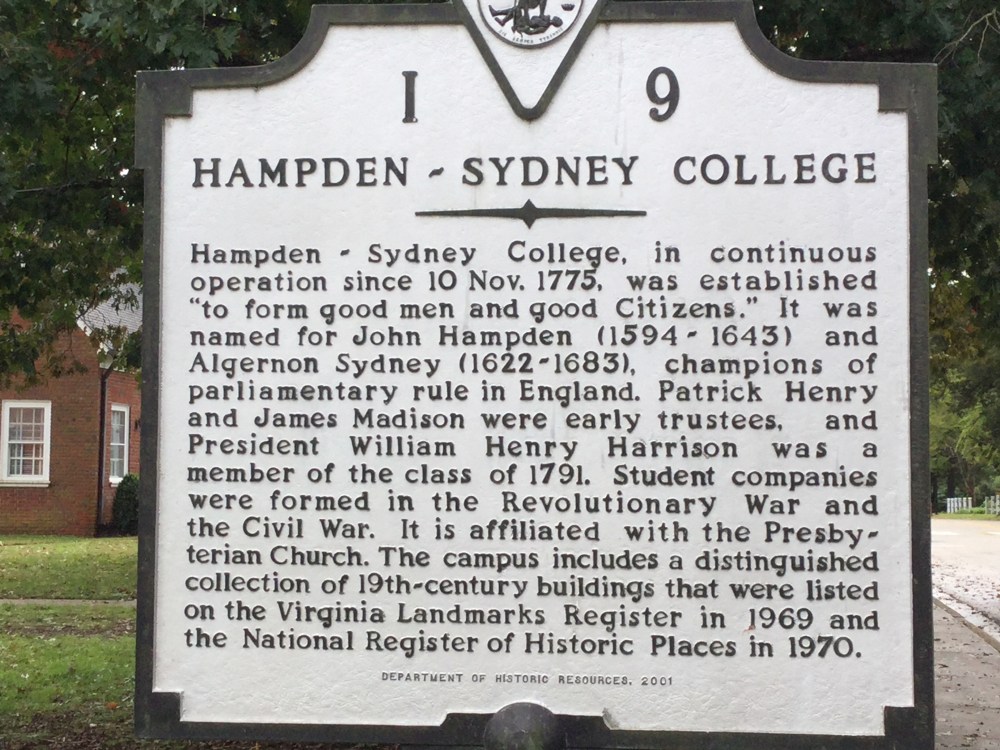 I 9
HAMPDEN - SYDNEY COLLEGE
Hampden - Sydney College, in continuous
operation since 10 Nov. 1775, was established
“to form good men and good Citizens.” It was
named for John Hampden (1594 - 1643) and
Algernon Sydney (1622-1683), champions of
parliamentary rule in England. Patrick Henry
and James Madison were early trustees, and
President William Henry Harrison was a
member of the class of 1791. Student companies
were formed in the Revolutionary War and
the Civil War. It is affiliated with the Presby-
terian Church. The campus includes a distinguished
collection of 19th-century buildings that were listed
on the Virginia Landmarks Register in 1969 and
the National Register of Historic Places in 1970.
DEPARTMENT OF HISTORIC RESOURCES, 2001